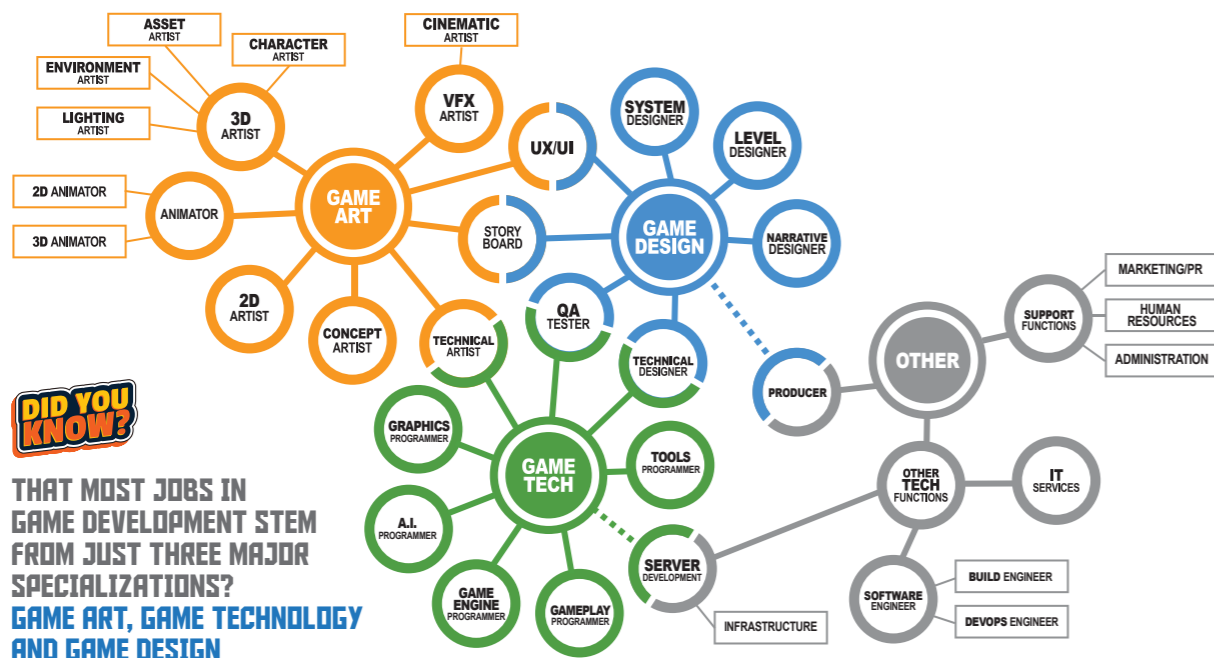 ASSET
ARTIST
CHARACTER
ARTIST
ENVIRONMENT
ARTIST
LIGHTING
ARTIST
3D
ARTIST
CINEMATIC
ARTIST
VFX
ARTIST
2D ANIMATOR
3D ANIMATOR
ANIMATOR
GAME
ART
2D
ARTIST
CONCEPT
ARTIST
UX/UI
STORY
BOARD
TECHNICAL
ARTIST
SYSTEM
DESIGNER
LEVEL
DESIGNER
GAME
DESIGN
NARRATIVE
DESIGNER
QA
TESTER
TECHNICAL
DESIGNER
PRODUCER
OTHER
SUPPORT
FUNCTIONS
MARKETING/PR
HUMAN
RESOURCES
ADMINISTRATION
GRAPHICS
PROGRAMMER
GAME
TECH
TOOLS
PROGRAMMER
A.I.
PROGRAMMER
GAME
ENGINE
PROGRAMMER
GAMEPLAY
PROGRAMMER
SERVER
DEVELOPMENT
INFRASTRUCTURE
OTHER
TECH
FUNCTIONS
IT
SERVICES
SOFTWARE
ENGINEER
BUILD ENGINEER
DEVOPS ENGINEER
DID YOU
KNOW?
THAT MOST JOBS IN
GAME DEVELOPMENT STEM
FROM JUST THREE MAJOR
SPECIALIZATIONS?
GAME ART, GAME TECHNOLOGY
AND GAME DESIGN